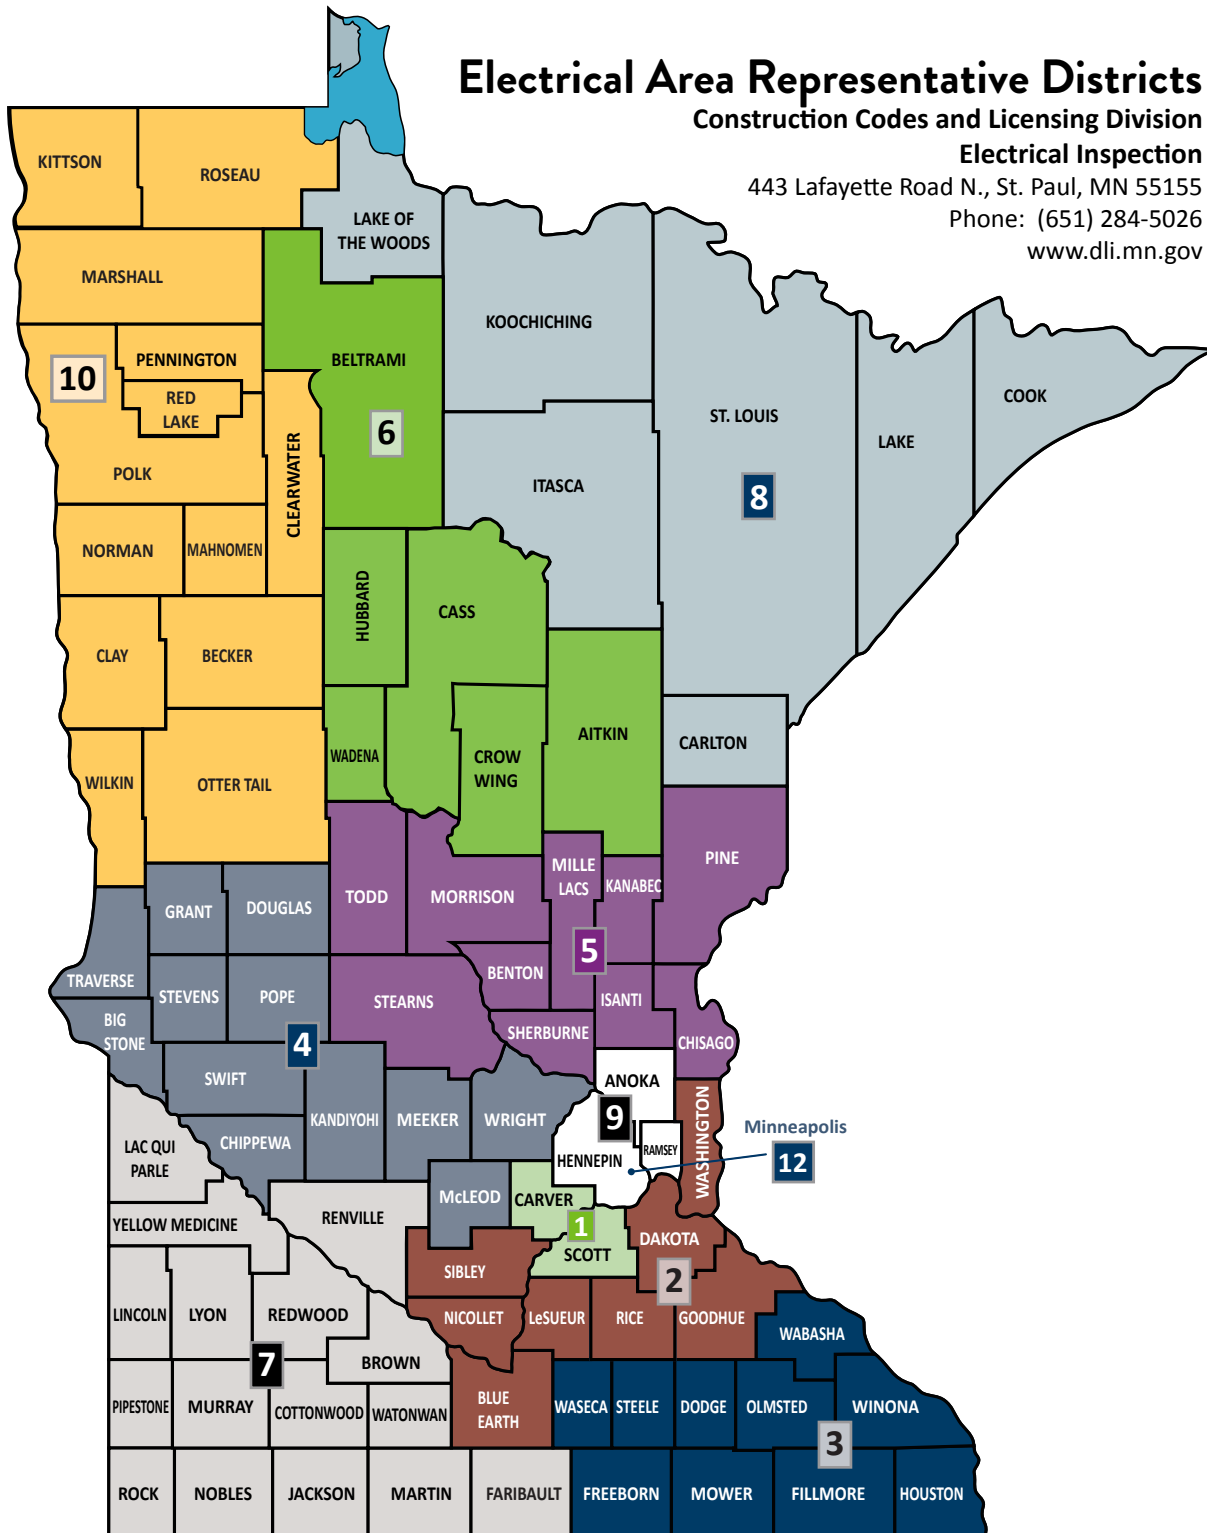 Electrical Area Representative Districts
Construction Codes and Licensing Division
Electrical Inspection
443 Lafayette Road N., St. Paul, MN 55155
Phone: (651) 284-5026
www.dli.mn.gov
KITTSON
ROSEAU
LAKE OF
THE WOODS
MARSHALL
KOOCHICHING
PENNINGTON
BELTRAMI
10
RED
LAKE
6
ST. LOUIS
LAKE
COOK
POLK
CLEARWATER
ITASCA
8
NORMAN
MAHNOMEN
HUBBARD
CASS
CLAY
BECKER
WADENA
CROW
WING
AITKIN
CARLTON
WILKIN
OTTER TAIL
MILLE
LACS
KANABEC
PINE
TODD
MORRISON
GRANT
DOUGLAS
5
TRAVERSE
STEVENS
POPE
STEARNS
BENTON
ISANTI
BIG
STONE
4
SHERBURNE
CHISAGO
SWIFT
ANOKA
KANDIYOHI
MEEKER
WRIGHT
9
WASHINGTON
Minneapolis
12
CHIPPEWA
LAC QUI
PARLE
HENNEPIN
RAMSEY
McLEOD
CARVER
YELLOW MEDICINE
RENVILLE
1
SCOTT
DAKOTA
SIBLEY
2
LINCOLN
LYON
REDWOOD
NICOLLET
LeSUEUR
RICE
GOODHUE
WABASHA
7
BROWN
PIPESTONE
MURRAY
COTTONWOOD
WATONWAN
BLUE
EARTH
WASECA
STEELE
DODGE
OLMSTED
WINONA
3
ROCK
NOBLES
JACKSON
MARTIN
FARIBAULT
FREEBORN
MOWER
FILLMORE
HOUSTON